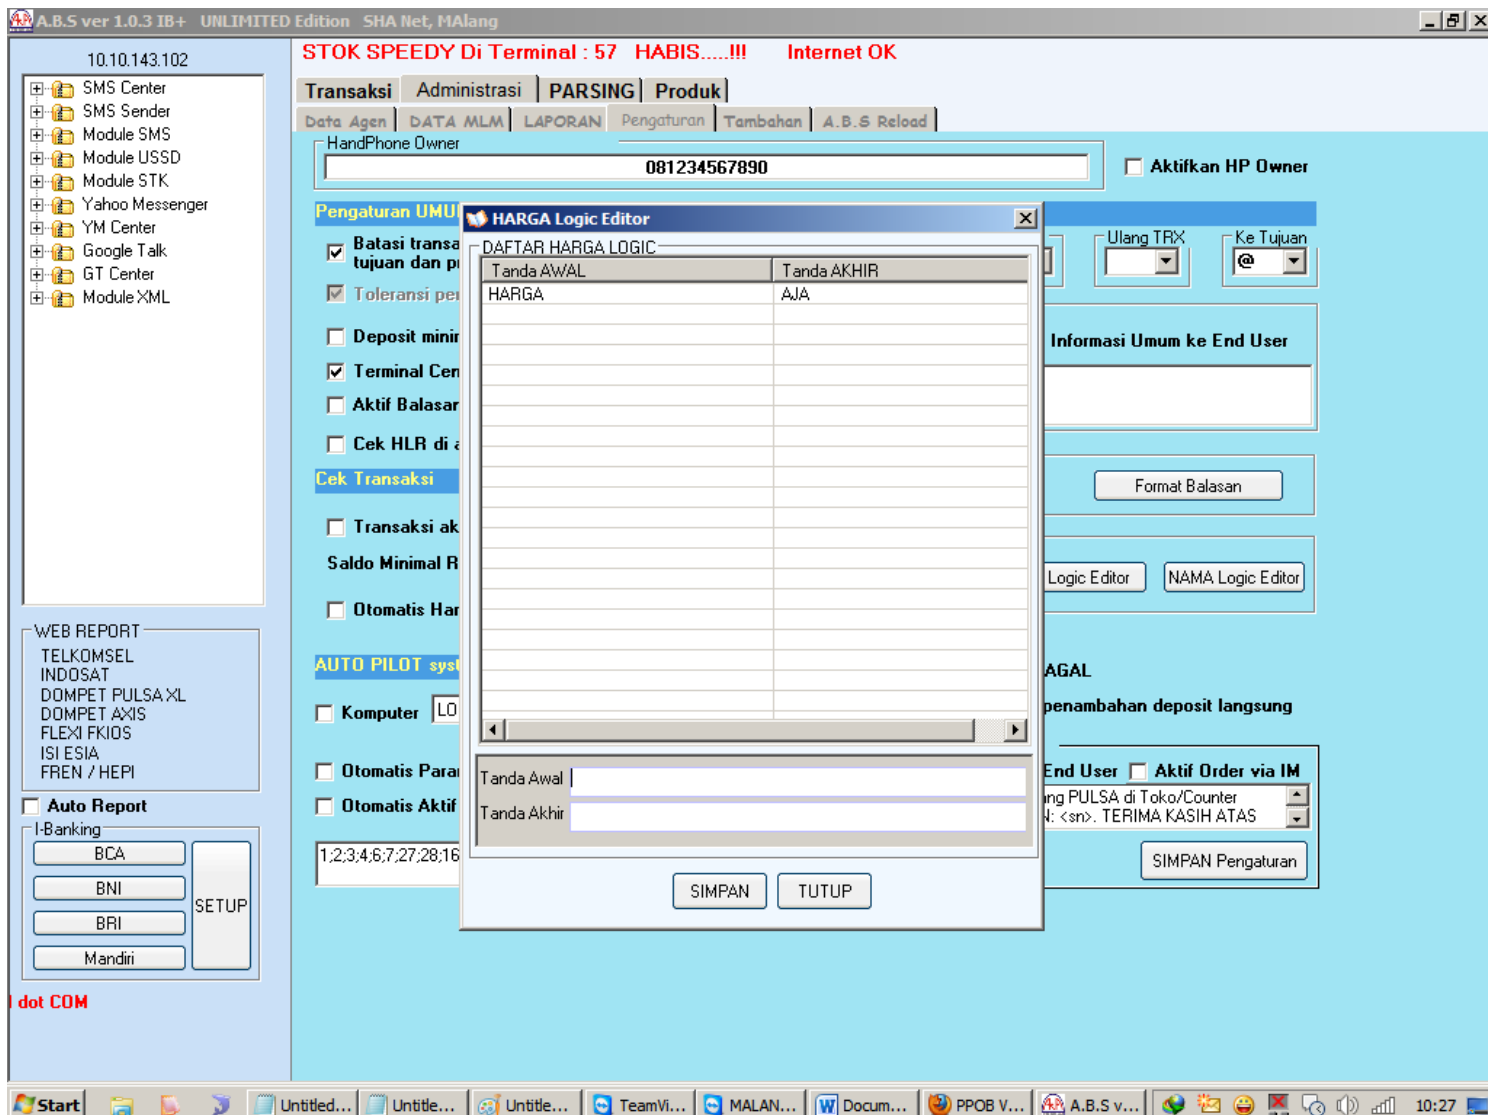 A.B.S ver 1.0.3 IB+ UNLIMITED Edition SHA Net, MAlang
10.10.143.102
STOK SPEEDY Di Terminal : 57 HABIS.....!!! Internet OK
SMS Center
SMS Sender
Module SMS
Module USSD
Module STK
Yahoo Messenger
YM Center
Google Talk
GT Center
Module XML
Transaksi Administrasi PARSING Produk
Data Agen DATA MLM LAPORAN Pengaturan Tambahan A.B.S Reload
HandPhone Owner
081234567890
Aktifkan HP Owner
Pengaturan UMU
Batasi transa
tujuan dan p
Toleransi per
Deposit minir
Terminal Cen
Aktif Balasar
Cek HLR di a
Cek Transaksi
Transaksi ak
Saldo Minimal R
Otomatis Har
AUTO PILOT syst
Komputer LO
Otomatis Para
Otomatis Aktif
1;2;3;4;6;7;27;28;16
HARGA Logic Editor
DAFTAR HARGA LOGIC
Tanda AWAL Tanda AKHIR
HARGA AJA
Tanda Awal
Tanda Akhir
SIMPAN TUTUP
Ulang TRX Ke Tujuan
@
Informasi Umum ke End User
Format Balasan
Logic Editor NAMA Logic Editor
AGAL
penambahan deposit langsung
End User Aktif Order via IM
ng PULSA di Toko/Counter
N: <sn>. TERIMA KASIH ATAS
SIMPAN Pengaturan
WEB REPORT
TELKOMSEL
INDOSAT
DOMPET PULSA XL
DOMPET AXIS
FLEXI FKIOS
ISI ESIA
FREN / HEPI
Auto Report
I-Banking
BCA
BNI
BRI
Mandiri
SETUP
dot COM
Start Untitled... Untitle... Untitle... TeamVi... MALAN... Docum... PPOB V... A.B.S v... 10:27